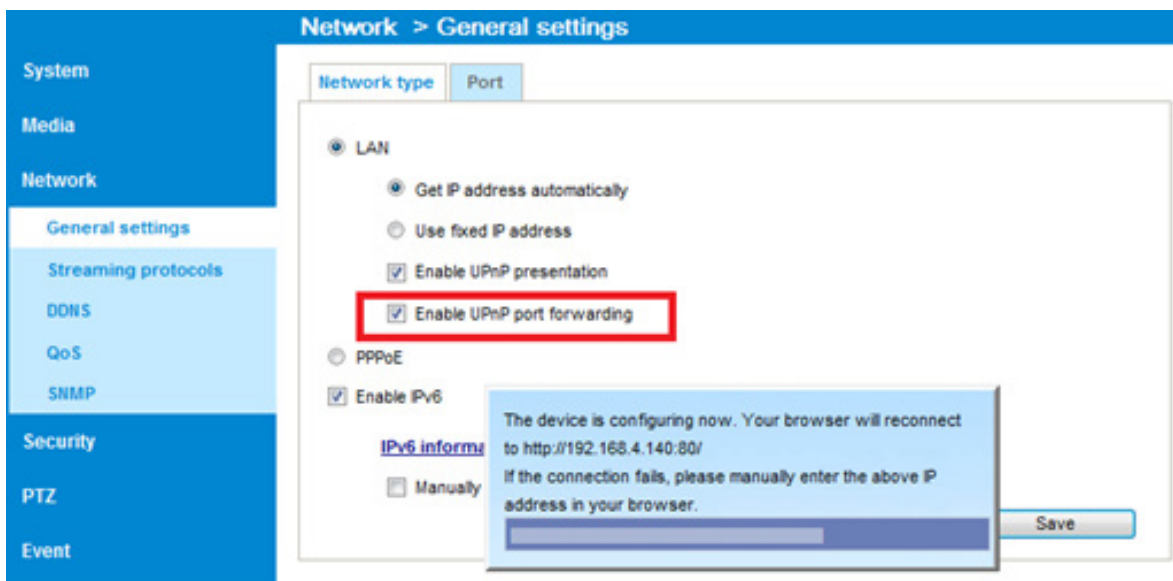 Network > General settings
System
Media
Network
General settings
Streaming protocols
DDNS
QoS
SNMP
Security
PTZ
Event
Network type
Port
LAN
Get IP address automatically
Use fixed IP address
Enable UPnP presentation
Enable UPnP port forwarding
PPPoE
Enable IPv6
IPv6 informa
Manually
The device is configuring now. Your browser will reconnect
to http://192.168.4.140:80/
If the connection fails, please manually enter the above IP
address in your browser.
Save